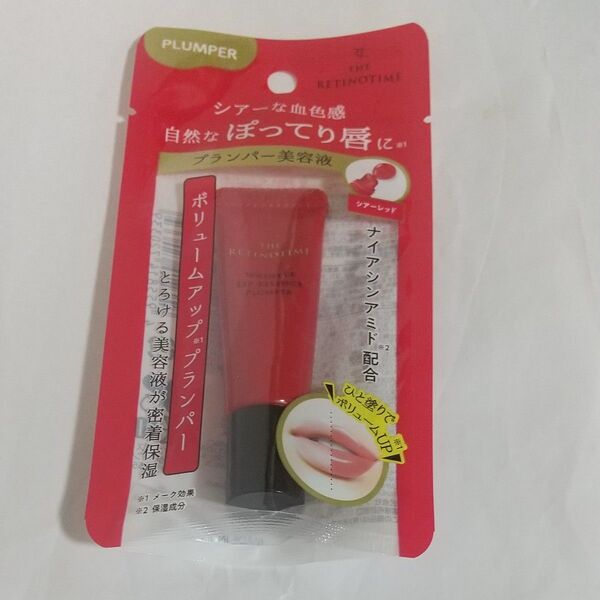 PLUMPER
THE
RETINOTIME
シアーな血色感
自然な ぽってり唇に※1
プランパー美容液
シアーレッド
ボリュームアップ※1プランパー
とろける美容液が密着保湿
THE
RETINOTIME
ナイアシンアミド※2配合
ひと塗りで
ボリュームUP※1
※1 メーク効果
※2 保湿成分